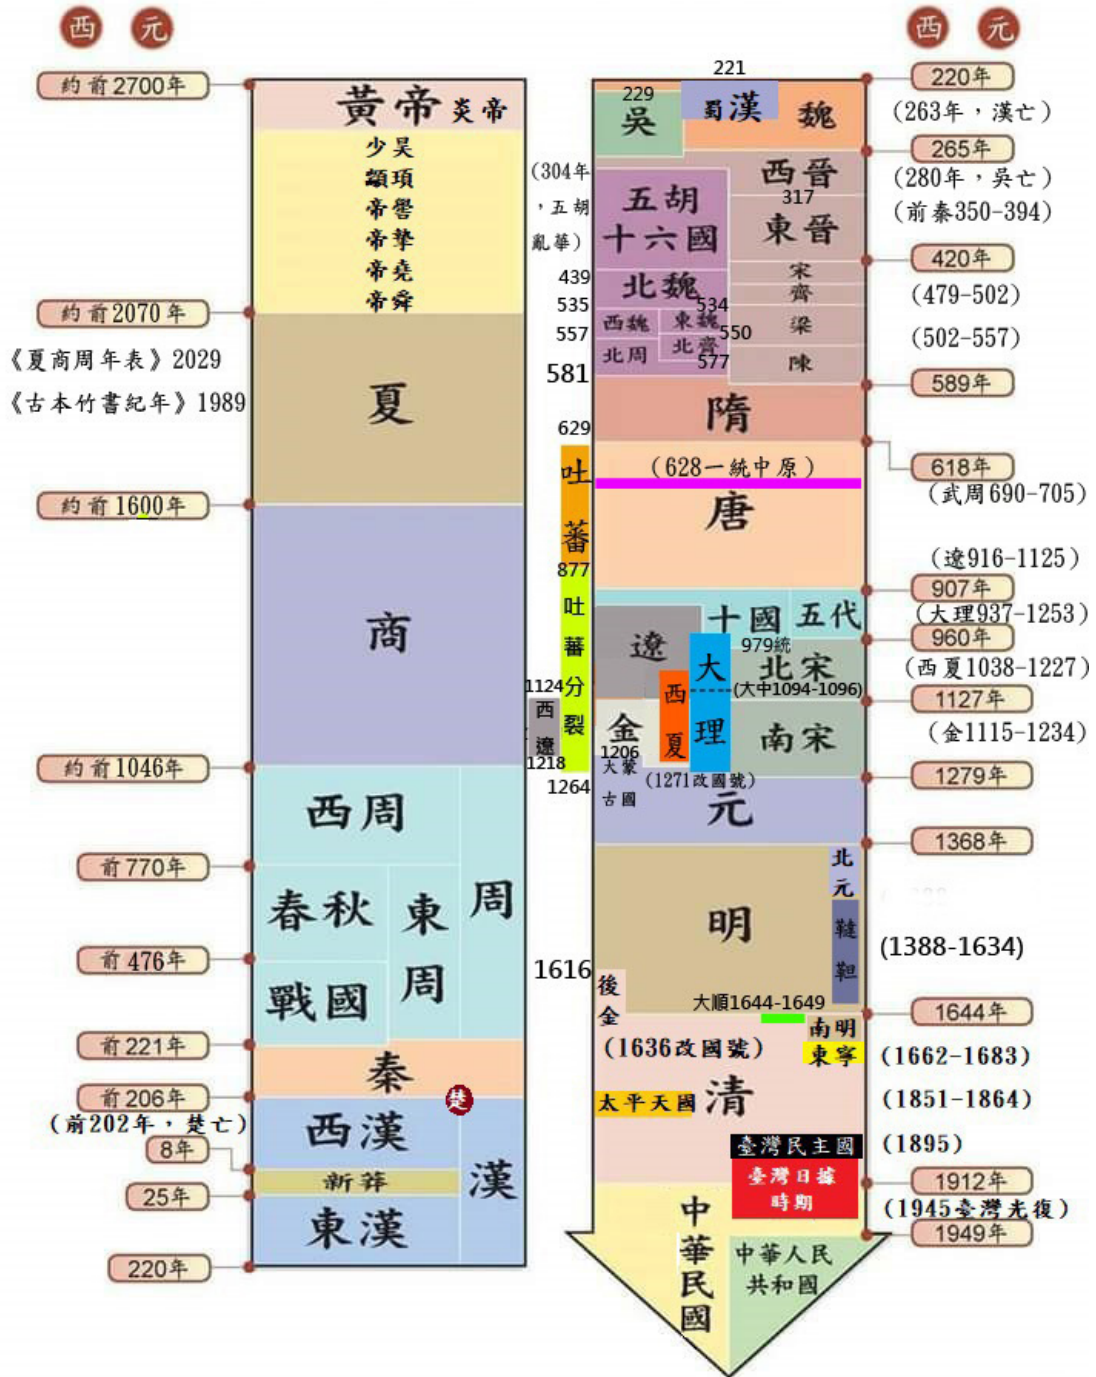 西 元
約前2700年
黃帝 炎帝
少昊
顓頊
帝嚳
帝摯
帝堯
帝舜
約前2070年
《夏商周年表》2029
《古本竹書紀年》1989
夏
約前1600年
商
約前1046年
西周
周
前770年
春秋
東周
前476年
戰國
前221年
秦
前206年
楚
(前202年，楚亡)
西漢
漢
8年
新莽
25年
東漢
220年
西 元
221
220年
229
吳
蜀漢
魏
(263年，漢亡)
265年
(280年，吳亡)
西晉
317
(前秦350-394)
東晉
(304年
，五胡
亂華)
五胡
十六國
420年
439
北魏
宋
齊
(479-502)
535
534
西魏
東魏
梁
550
(502-557)
557
北周
北齊
577
陳
581
589年
隋
629
618年
吐蕃
(628一統中原)
(武周690-705)
唐
(遼916-1125)
877
907年
吐蕃分裂
十國
五代
(大理937-1253)
遼
960年
979統
北宋
大理
(西夏1038-1227)
西夏
(大中1094-1096)
1124
1127年
西遼
金
南宋
(金1115-1234)
1206
大蒙
古國
1218
(1271改國號)
1264
1279年
元
1368年
北元
明
韃靼
(1388-1634)
1616
後金
大順1644-1649
1644年
南明
(1636改國號)
東寧
(1662-1683)
太平天國
清
(1851-1864)
臺灣民主國
(1895)
臺灣日據
時期
1912年
(1945臺灣光復)
1949年
中華民國
中華人民
共和國